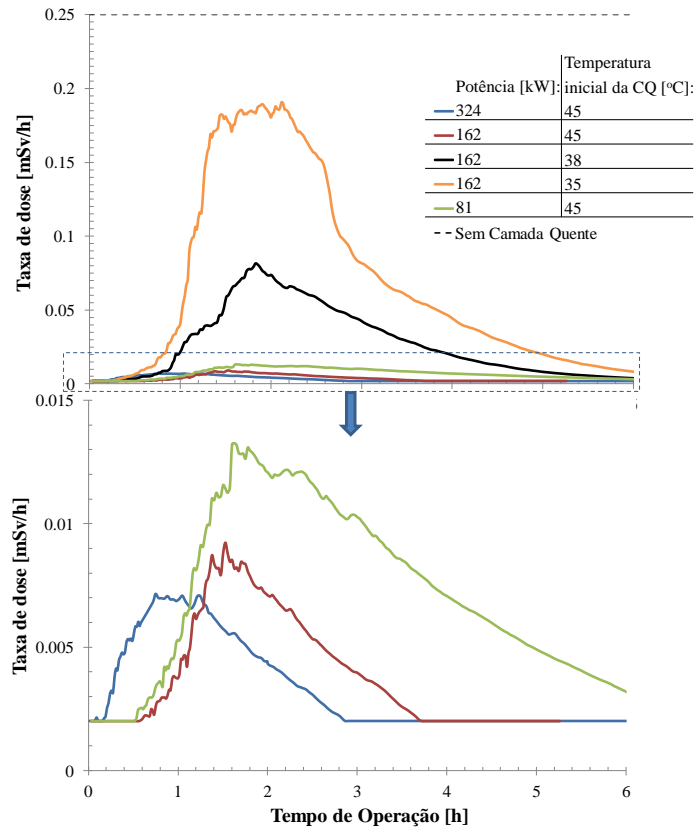 0.25
0.2
0.15
0.1
0.05
0
Taxa de dose [mSv/h]
Temperatura
Potência [kW]: inicial da CQ [°C]:
324 45
162 45
162 38
162 35
81 45
Sem Camada Quente
0.015
0.01
0.005
0
Taxa de dose [mSv/h]
0 1 2 3 4 5 6
Tempo de Operação [h]